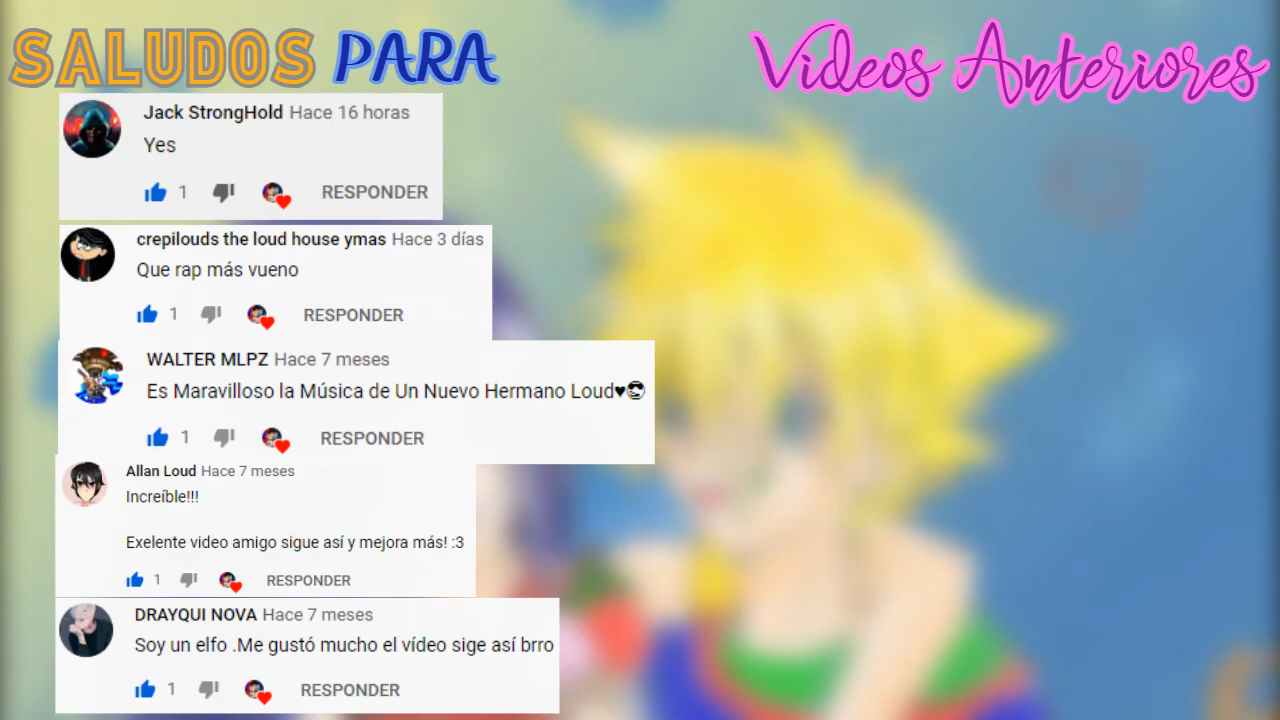 SALUDOS PARA
Videos Anteriores
Jack StrongHold Hace 16 horas
Yes
1 RESPONDER
crepilouds the loud house ymas Hace 3 días
Que rap más vueno
1 RESPONDER
WALTER MLPZ Hace 7 meses
Es Maravilloso la Música de Un Nuevo Hermano Loud♥😎
1 RESPONDER
Allan Loud Hace 7 meses
Increíble!!!
Exelente video amigo sigue así y mejora más! :3
1 RESPONDER
DRAYQUI NOVA Hace 7 meses
Soy un elfo .Me gustó mucho el vídeo sige así brro
1 RESPONDER